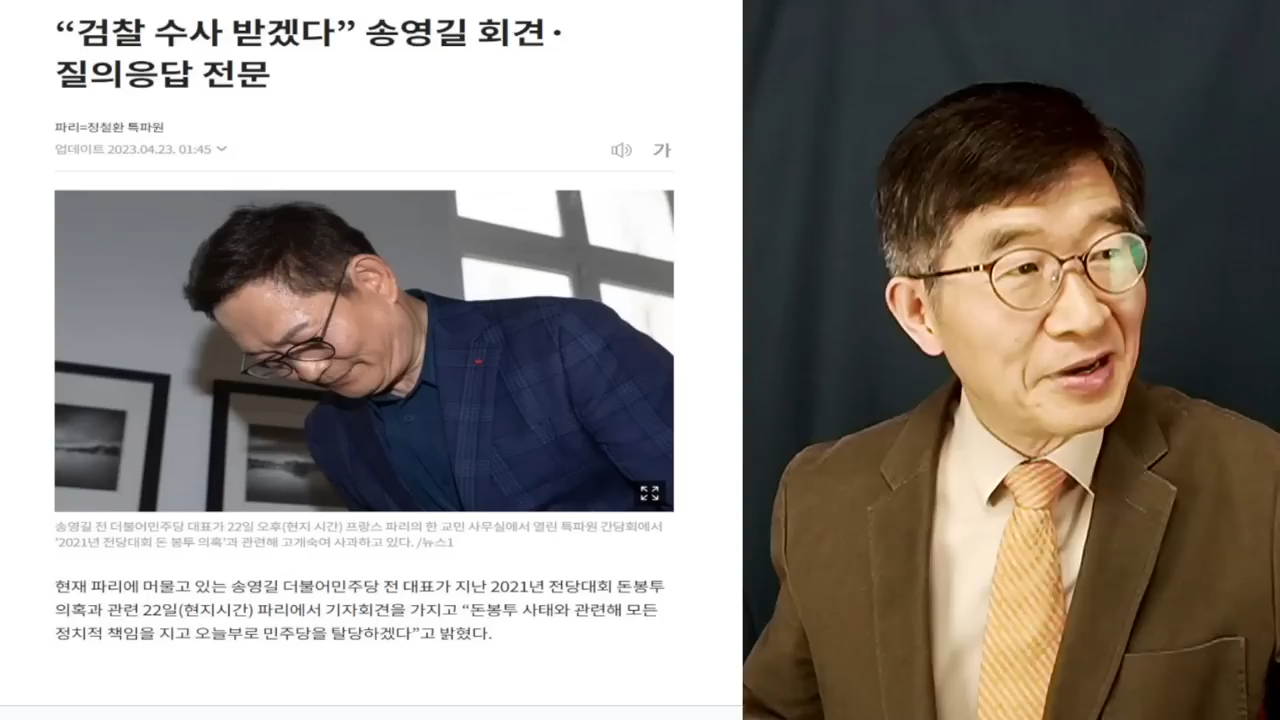 “검찰 수사 받겠다” 송영길 회견·
질의응답 전문
파리=정철환 특파원
업데이트 2023.04.23. 01:45
가
송영길 전 더불어민주당 대표가 22일 오후(현지 시간) 프랑스 파리의 한 교민 사무실에서 열린 특파원 간담회에서
'2021년 전당대회 돈 봉투 의혹'과 관련해 고개숙여 사과하고 있다. /뉴스1
현재 파리에 머물고 있는 송영길 더불어민주당 전 대표가 지난 2021년 전당대회 돈봉투
의혹과 관련 22일(현지시간) 파리에서 기자회견을 가지고 “돈봉투 사태와 관련해 모든
정치적 책임을 지고 오늘부로 민주당을 탈당하겠다”고 밝혔다.